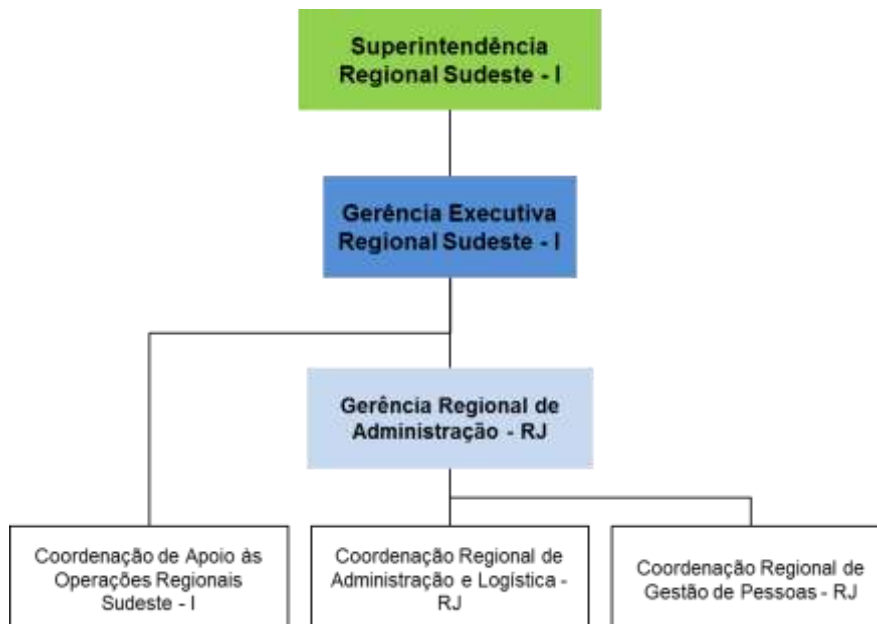 Superintendência
Regional Sudeste - I
Gerência Executiva
Regional Sudeste - I
Gerência Regional de
Administração - RJ
Coordenação de Apoio às
Operações Regionais
Sudeste - I
Coordenação Regional de
Administração e Logística -
RJ
Coordenação Regional de
Gestão de Pessoas - RJ